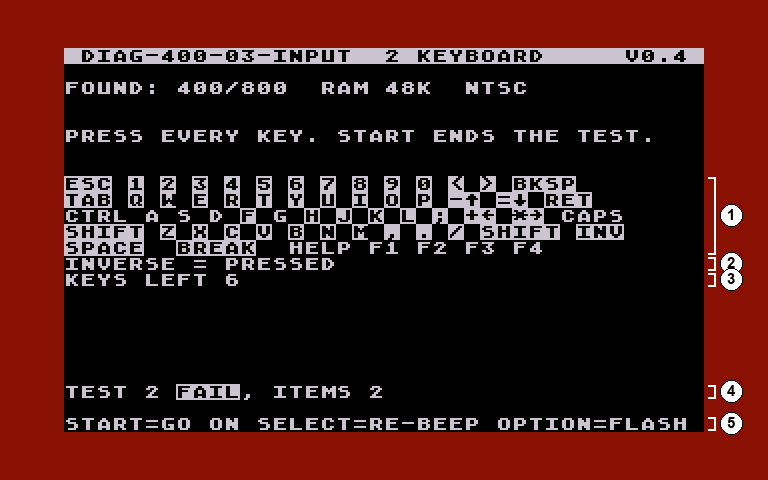 DIAG-400-03-INPUT 2 KEYBOARD V0.4
FOUND: 400/800 RAM 48K NTSC
PRESS EVERY KEY. START ENDS THE TEST.
ESC 1 2 3 4 5 6 7 8 9 0 < > BKSP
TAB Q W E R T Y U I O P -↑ =↓ RET
CTRL A S D F G H J K L ; +← *→ CAPS
SHIFT Z X C V B N M , . / SHIFT INV
SPACE BREAK HELP F1 F2 F3 F4
INVERSE = PRESSED
KEYS LEFT 6
TEST 2 FAIL, ITEMS 2
START=GO ON SELECT=RE-BEEP OPTION=FLASH
1
2
3
4
5